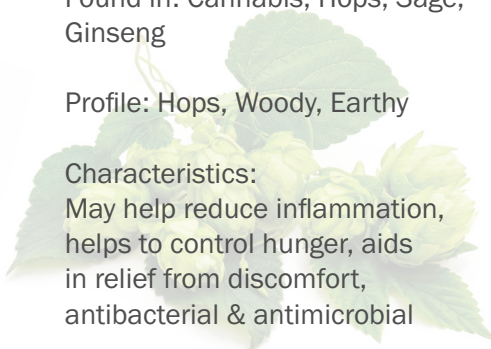 Found in: Cannabis, Hops, Sage,
Ginseng
Profile: Hops, Woody, Earthy
Characteristics:
May help reduce inflammation,
helps to control hunger, aids
in relief from discomfort,
antibacterial & antimicrobial